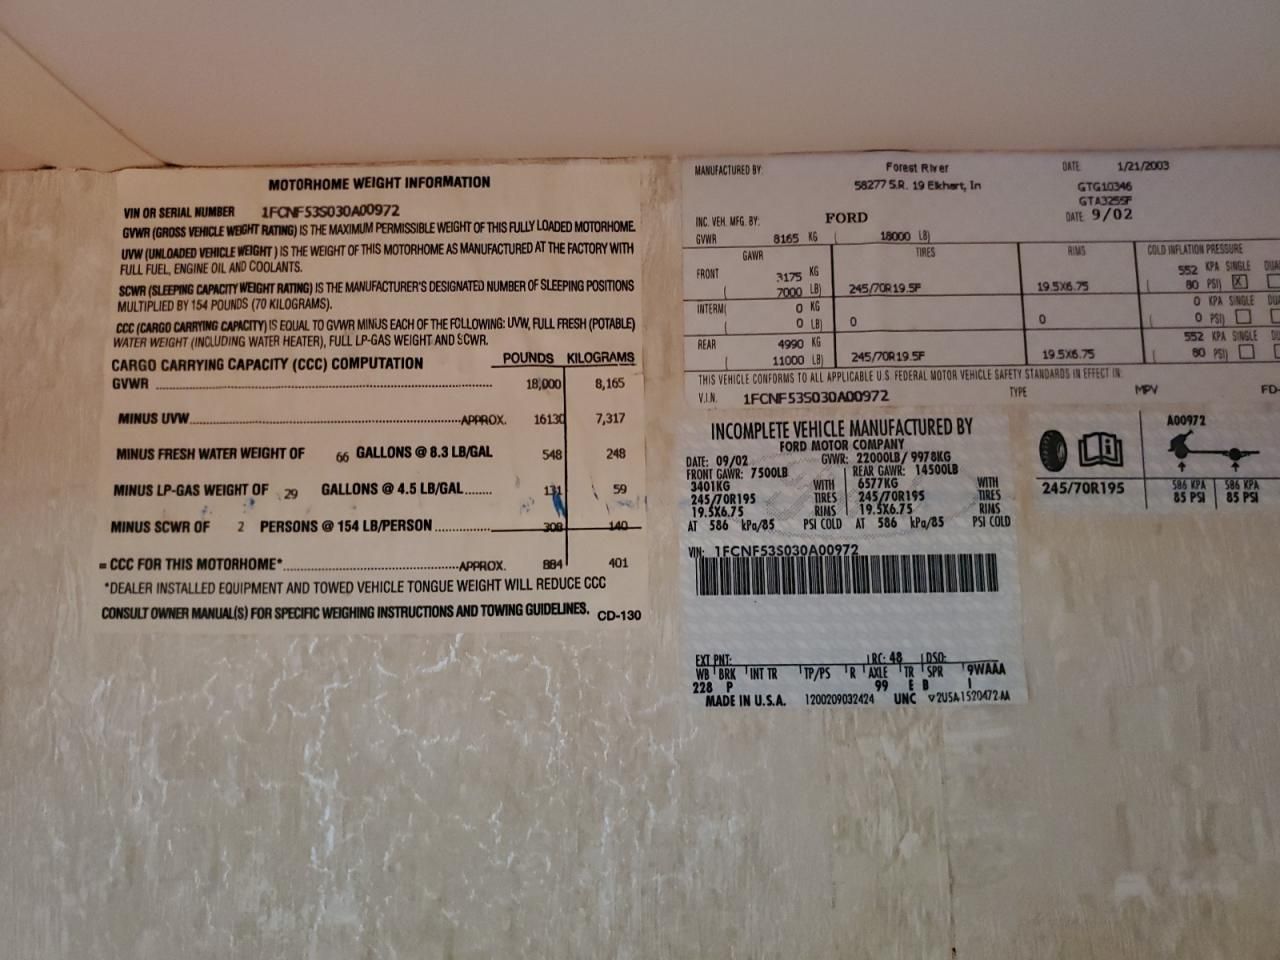 MOTORHOME WEIGHT INFORMATION
VIN OR SERIAL NUMBER 1FCNF53S030A00972
GVWR (GROSS VEHICLE WEIGHT RATING) IS THE MAXIMUM PERMISSIBLE WEIGHT OF THIS FULLY LOADED MOTORHOME.
UVW (UNLOADED VEHICLE WEIGHT ) IS THE WEIGHT OF THIS MOTORHOME AS MANUFACTURED AT THE FACTORY WITH
FULL FUEL, ENGINE OIL AND COOLANTS.
SCWR (SLEEPING CAPACITY WEIGHT RATING) IS THE MANUFACTURER'S DESIGNATED NUMBER OF SLEEPING POSITIONS
MULTIPLIED BY 154 POUNDS (70 KILOGRAMS).
CCC (CARGO CARRYING CAPACITY) IS EQUAL TO GVWR MINUS EACH OF THE FOLLOWING: UVW, FULL FRESH (POTABLE)
WATER WEIGHT (INCLUDING WATER HEATER), FULL LP-GAS WEIGHT AND SCWR.
CARGO CARRYING CAPACITY (CCC) COMPUTATION POUNDS KILOGRAMS
GVWR 18,000 8,165
MINUS UVW APPROX. 16130 7,317
MINUS FRESH WATER WEIGHT OF 66 GALLONS @ 8.3 LB/GAL 548 248
MINUS LP-GAS WEIGHT OF 29 GALLONS @ 4.5 LB/GAL 131 59
MINUS SCWR OF 2 PERSONS @ 154 LB/PERSON 308 140
= CCC FOR THIS MOTORHOME* APPROX. 884 401
*DEALER INSTALLED EQUIPMENT AND TOWED VEHICLE TONGUE WEIGHT WILL REDUCE CCC
CONSULT OWNER MANUAL(S) FOR SPECIFIC WEIGHING INSTRUCTIONS AND TOWING GUIDELINES. CD-130
MANUFACTURED BY: Forest River DATE: 1/21/2003
58277 S.R. 19 Elkhart, In GTG10346
GTA3255F
INC. VEH. MFG. BY: FORD DATE 9/02
GVWR 8165 KG ( 18000 LB)
GAWR TIRES RIMS COLD INFLATION PRESSURE
FRONT 3175 KG 552 KPA SINGLE
( 7000 LB) 245/70R19.5F 19.5X6.75 ( 80 PSI) X
INTERM( 0 KG 0 KPA SINGLE
( 0 LB) 0 0 ( 0 PSI)
REAR 4990 KG 552 KPA SINGLE
( 11000 LB) 245/70R19.5F 19.5X6.75 ( 80 PSI)
THIS VEHICLE CONFORMS TO ALL APPLICABLE U.S. FEDERAL MOTOR VEHICLE SAFETY STANDARDS IN EFFECT IN:
V.I.N. 1FCNF53S030A00972 TYPE MPV FD-
INCOMPLETE VEHICLE MANUFACTURED BY
FORD MOTOR COMPANY
DATE: 09/02 GVWR: 22000LB/ 9978KG
FRONT GAWR: 7500LB REAR GAWR: 14500LB
3401KG WITH 6577KG WITH
245/70R195 TIRES 245/70R195 TIRES
19.5X6.75 RIMS 19.5X6.75 RIMS
AT 586 kPa/85 PSI COLD AT 586 kPa/85 PSI COLD
VIN: 1FCNF53S030A00972
EXT PNT: RC: 48 DSO:
WB BRK INT TR TP/PS R AXLE TR SPR 9WAAA
228 P 99 E B I
MADE IN U.S.A. 1200209032424 UNC V2U5A-1520472-AA
A00972
245/70R195 586 KPA 586 KPA
85 PSI 85 PSI